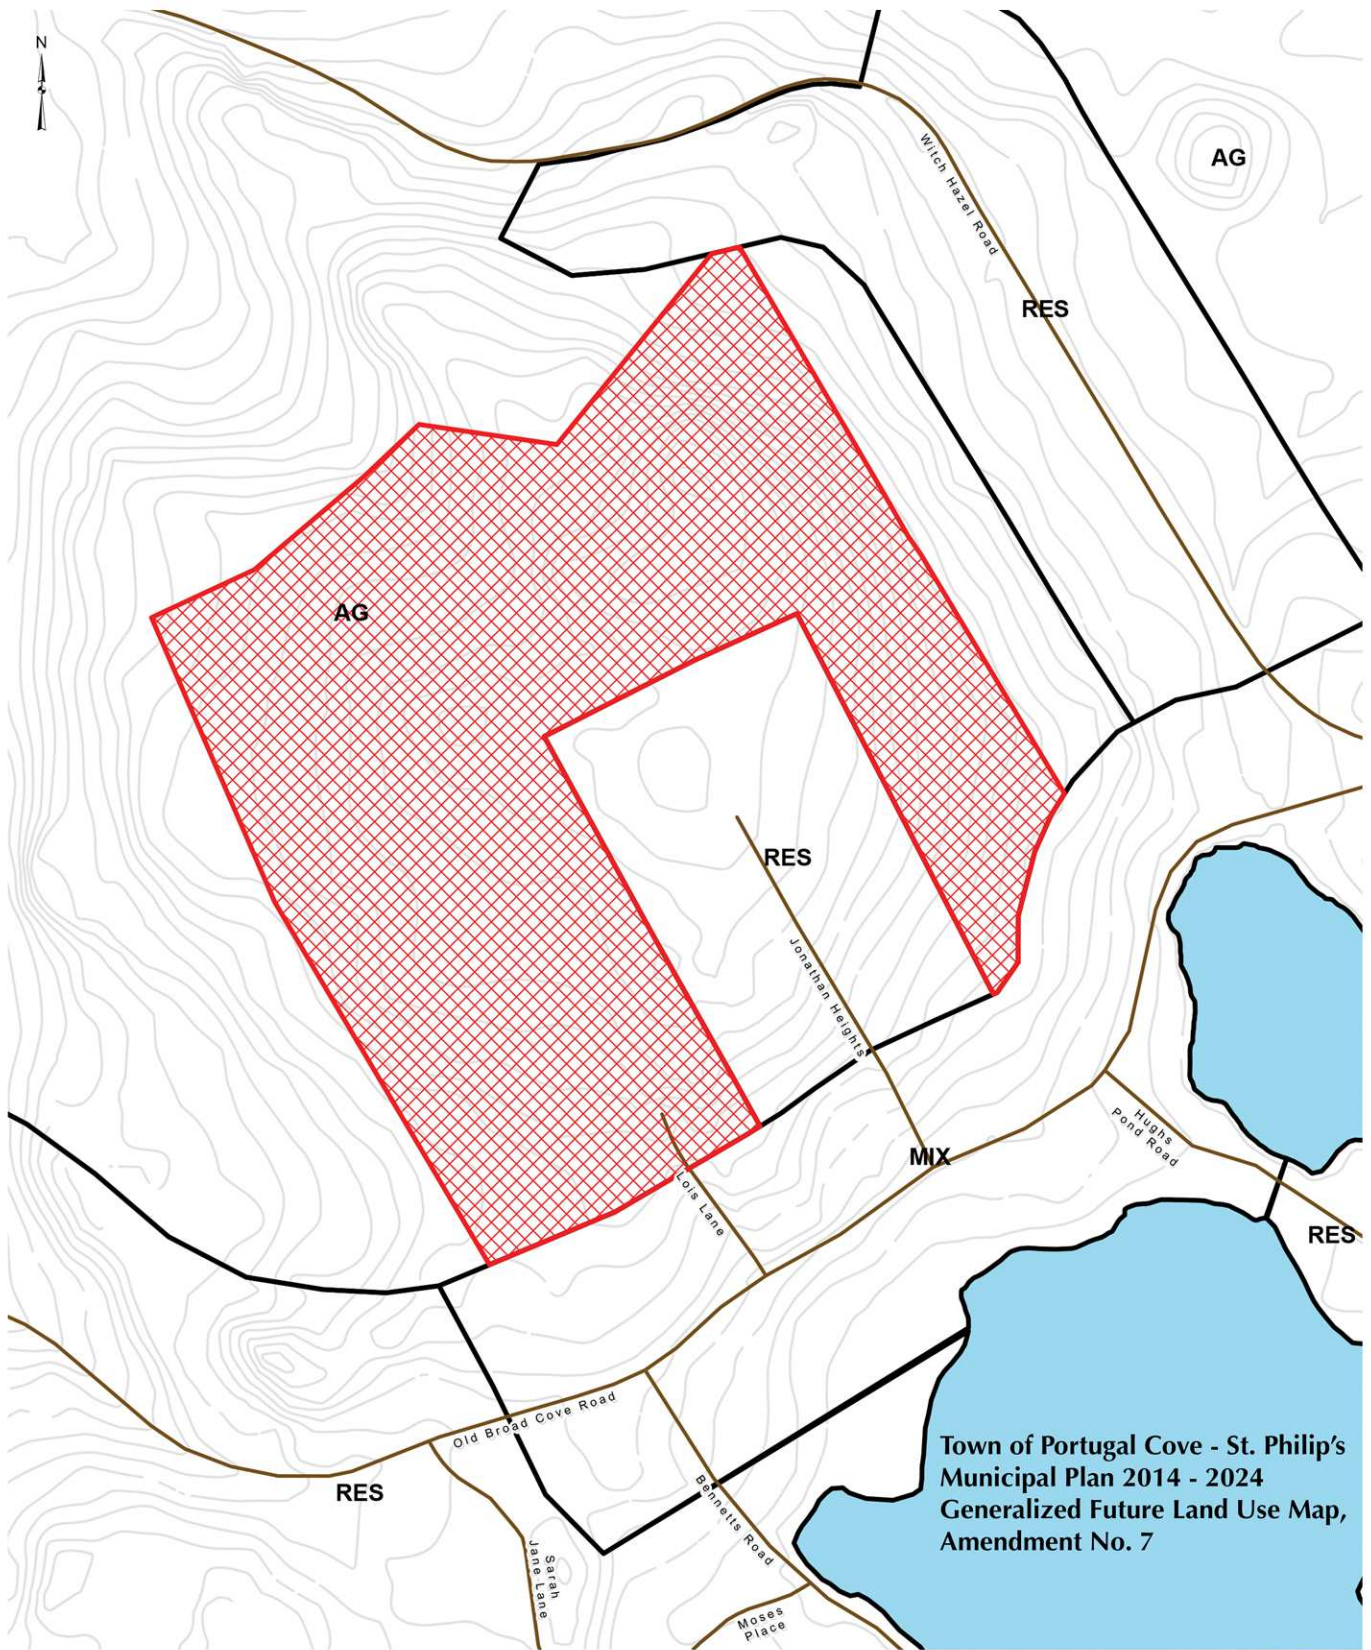 N
AG
Witch Hazel Road
RES
AG
RES
Jonathan Heights
Hughs
Pond Road
MIX
Lois Lane
RES
Old Broad Cove Road
RES
Bennetts Road
Sarah
Jane Lane
Moses
Place
Town of Portugal Cove - St. Philip’s
Municipal Plan 2014 - 2024
Generalized Future Land Use Map,
Amendment No. 7